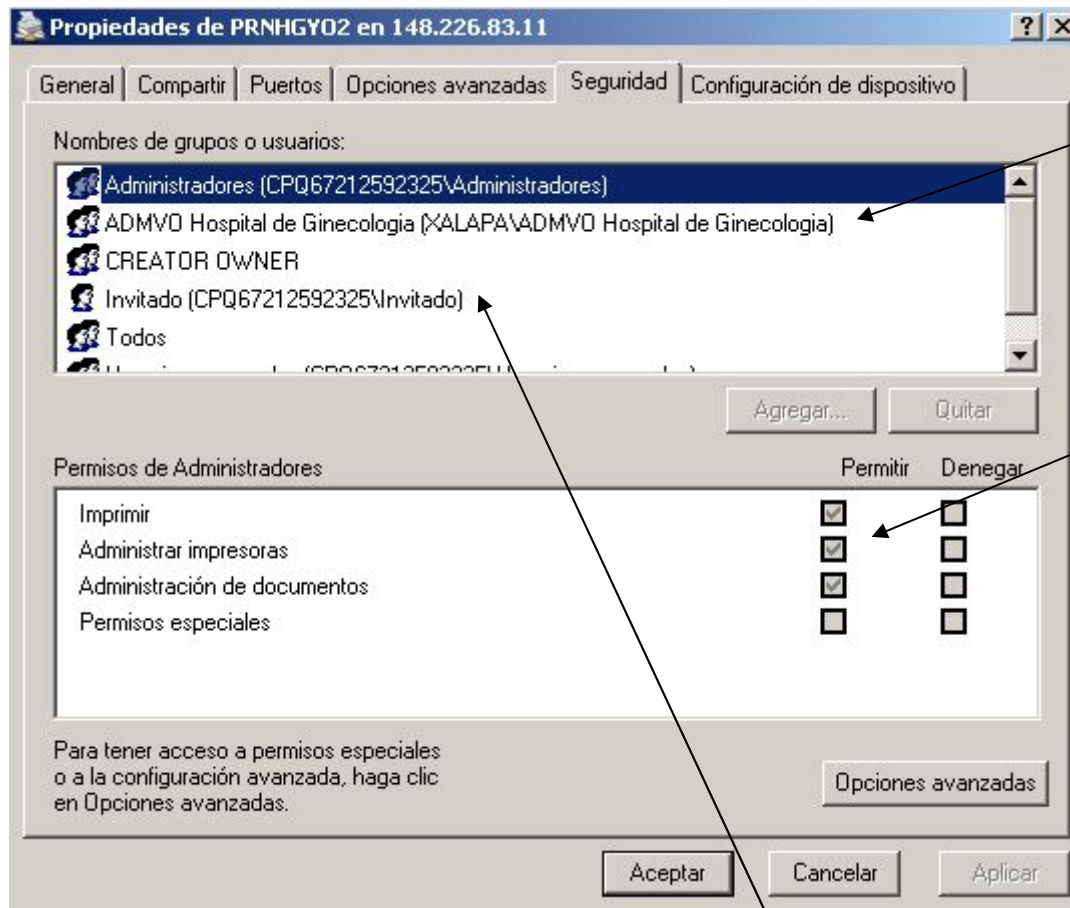 Propiedades de PRNHGYO2 en 148.226.83.11
General Compartir Puertos Opciones avanzadas Seguridad Configuración de dispositivo
Nombres de grupos o usuarios:
Administradores (CPQ67212592325\Administradores)
ADMVO Hospital de Ginecologia (XALAPA\ADMVO Hospital de Ginecologia)
CREATOR OWNER
Invitado (CPQ67212592325\Invitado)
Todos
Agregar... Quitar
Permisos de Administradores Permitir Denegar
Imprimir
Administrar impresoras
Administración de documentos
Permisos especiales
Para tener acceso a permisos especiales
o a la configuración avanzada, haga clic
en Opciones avanzadas.
Opciones avanzadas
Aceptar Cancelar Aplicar